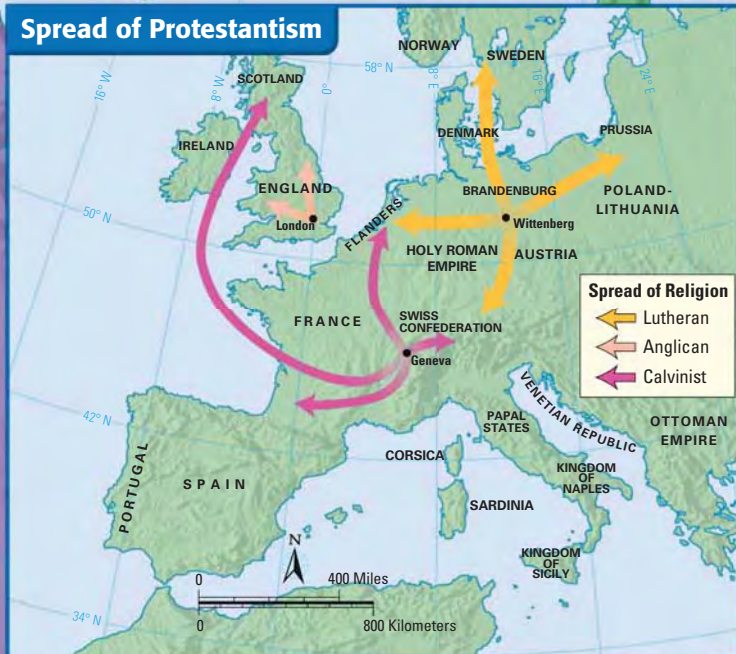 Spread of Protestantism
NORWAY
SWEDEN
58° N
16° W
8° W
0°
8° E
16° E
24° E
SCOTLAND
DENMARK
PRUSSIA
IRELAND
ENGLAND
BRANDENBURG
POLAND-
LITHUANIA
50° N
London
FLANDERS
Wittenberg
HOLY ROMAN
EMPIRE
AUSTRIA
Spread of Religion
Lutheran
Anglican
Calvinist
FRANCE
SWISS
CONFEDERATION
Geneva
42° N
VENETIAN REPUBLIC
PAPAL
STATES
OTTOMAN
EMPIRE
CORSICA
PORTUGAL
SPAIN
KINGDOM
OF
NAPLES
SARDINIA
KINGDOM
OF
SICILY
N
0 400 Miles
0 800 Kilometers
34° N